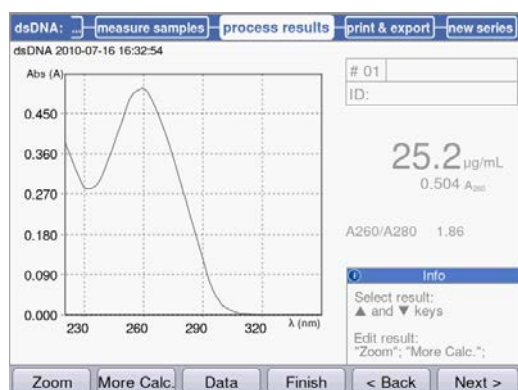 dsDNA: ... measure samples process results print & export new series
dsDNA 2010-07-16 16:32:54
Abs (A)
0.450
0.360
0.270
0.180
0.090
0.000
230 260 290 320 λ (nm)
# 01
ID:
25.2 µg/mL
0.504 A260
A260/A280 1.86
Info
Select result:
▲ and ▼ keys
Edit result:
"Zoom"; "More Calc.";
Zoom More Calc. Data Finish < Back Next >